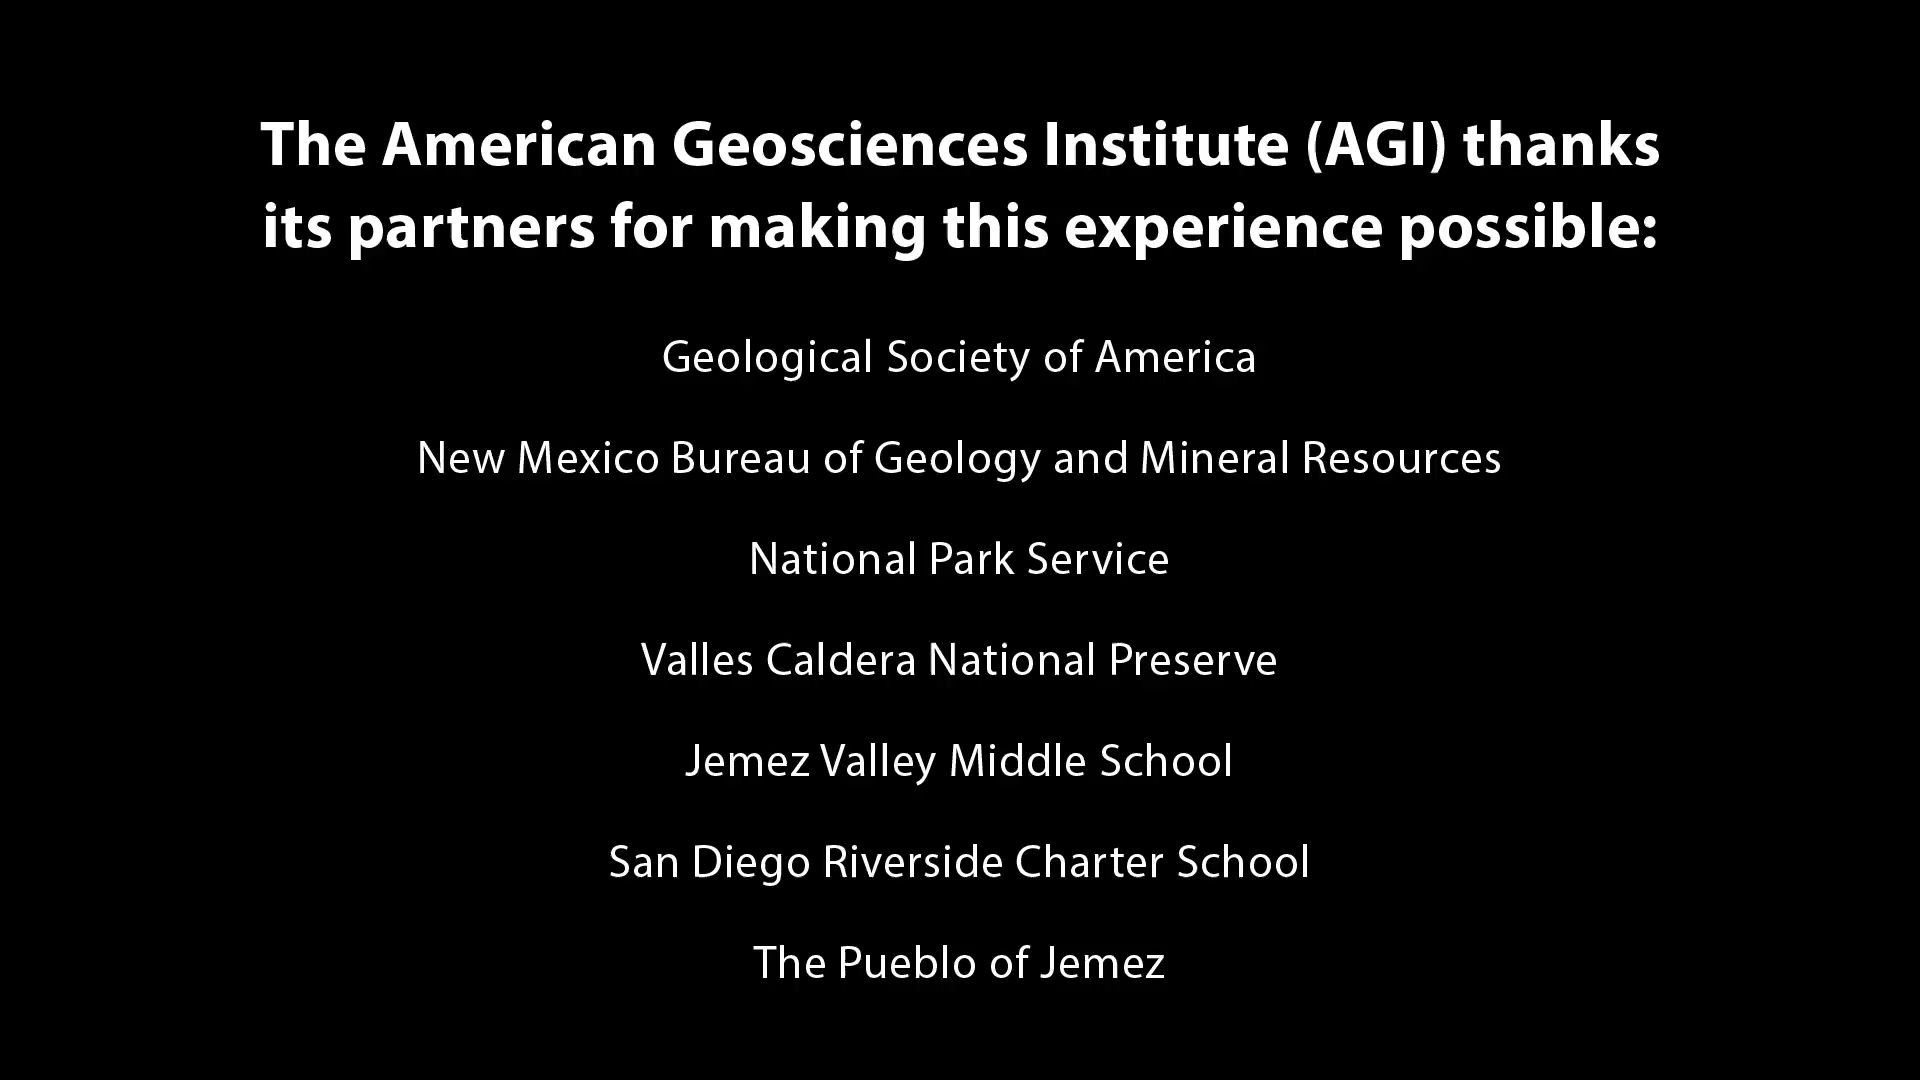 The American Geosciences Institute (AGI) thanks
its partners for making this experience possible:
Geological Society of America
New Mexico Bureau of Geology and Mineral Resources
National Park Service
Valles Caldera National Preserve
Jemez Valley Middle School
San Diego Riverside Charter School
The Pueblo of Jemez